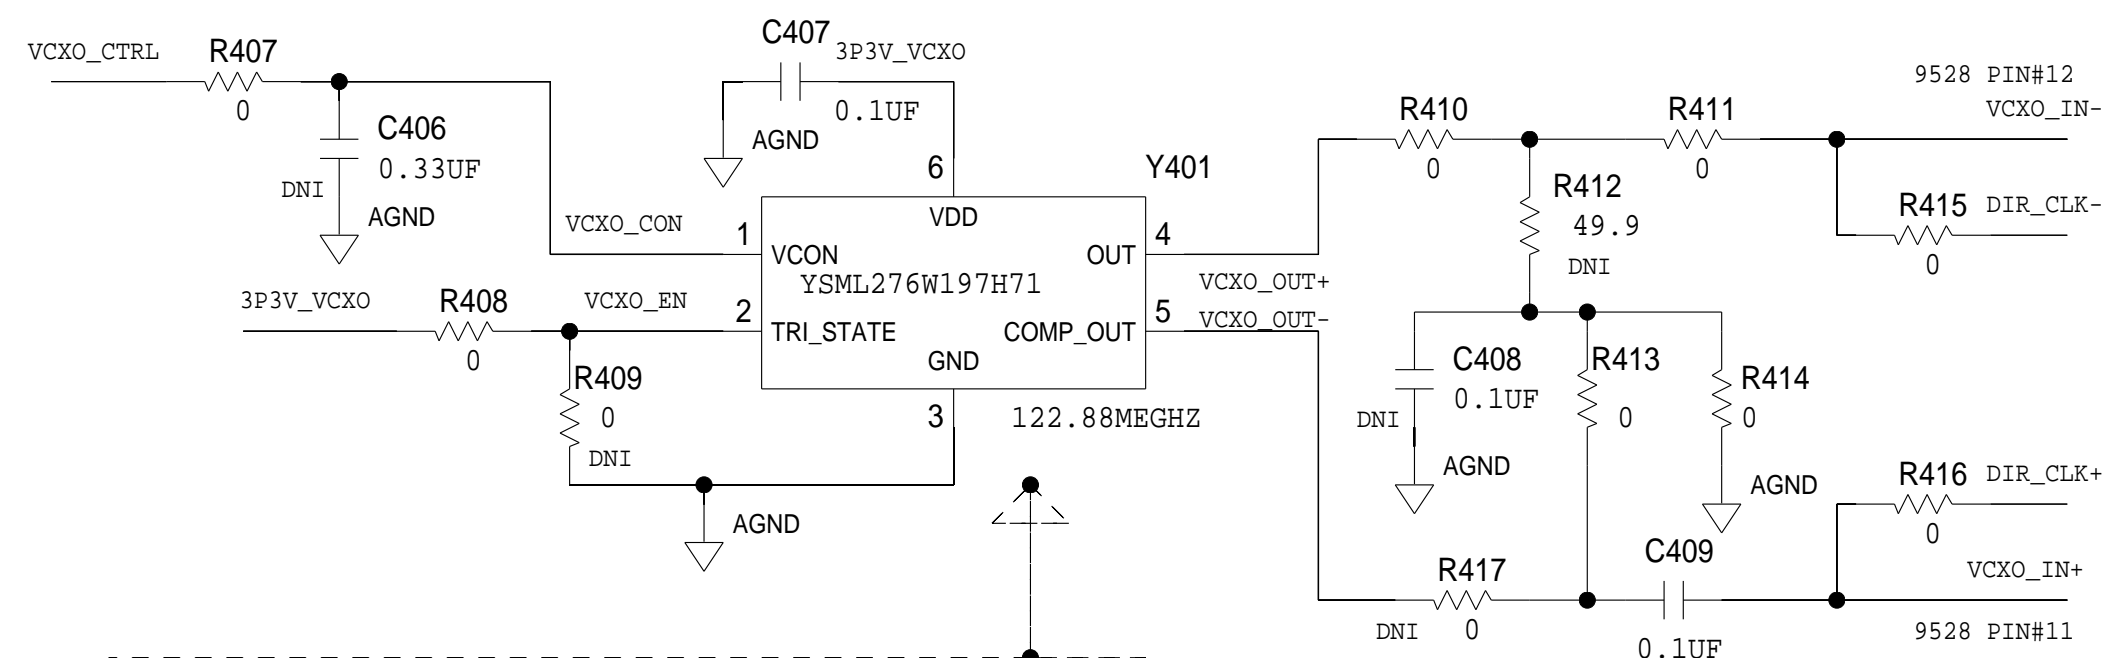 VCXO_CTRL
R407
0
C406
0.33UF
DNI
AGND
C407
3P3V_VCXO
0.1UF
AGND
6
Y401
VDD
VCXO_CON
1
VCON
OUT
4
YSML276W197H71
VCXO_OUT+
3P3V_VCXO
R408
0
VCXO_EN
2
TRI_STATE
COMP_OUT
5
VCXO_OUT-
GND
R409
0
DNI
3
122.88MEGHZ
AGND
R410
0
R411
0
9528 PIN#12
VCXO_IN-
R412
49.9
DNI
R415
0
DIR_CLK-
C408
0.1UF
DNI
AGND
R413
0
R414
0
AGND
R416
0
DIR_CLK+
R417
DNI
0
C409
0.1UF
VCXO_IN+
9528 PIN#11